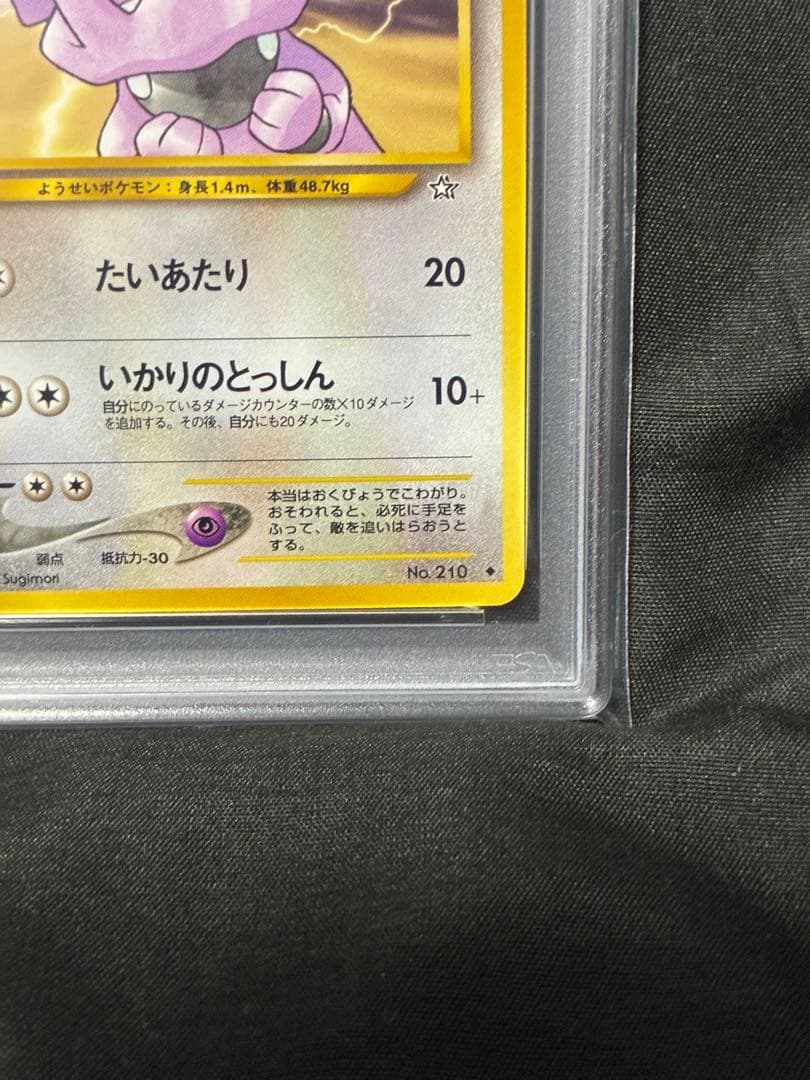 ようせいポケモン：身長1.4m、体重48.7kg
たいあたり 20
いかりのとっしん 10+
自分にのっているダメージカウンターの数×10ダメージ
を追加する。その後、自分にも20ダメージ。
本当はおくびょうでこわがり。
おそわれると、必死に手足を
ふって、敵を追いはらおうと
する。
弱点 抵抗力-30
Sugimori
No. 210 ◆
PSA